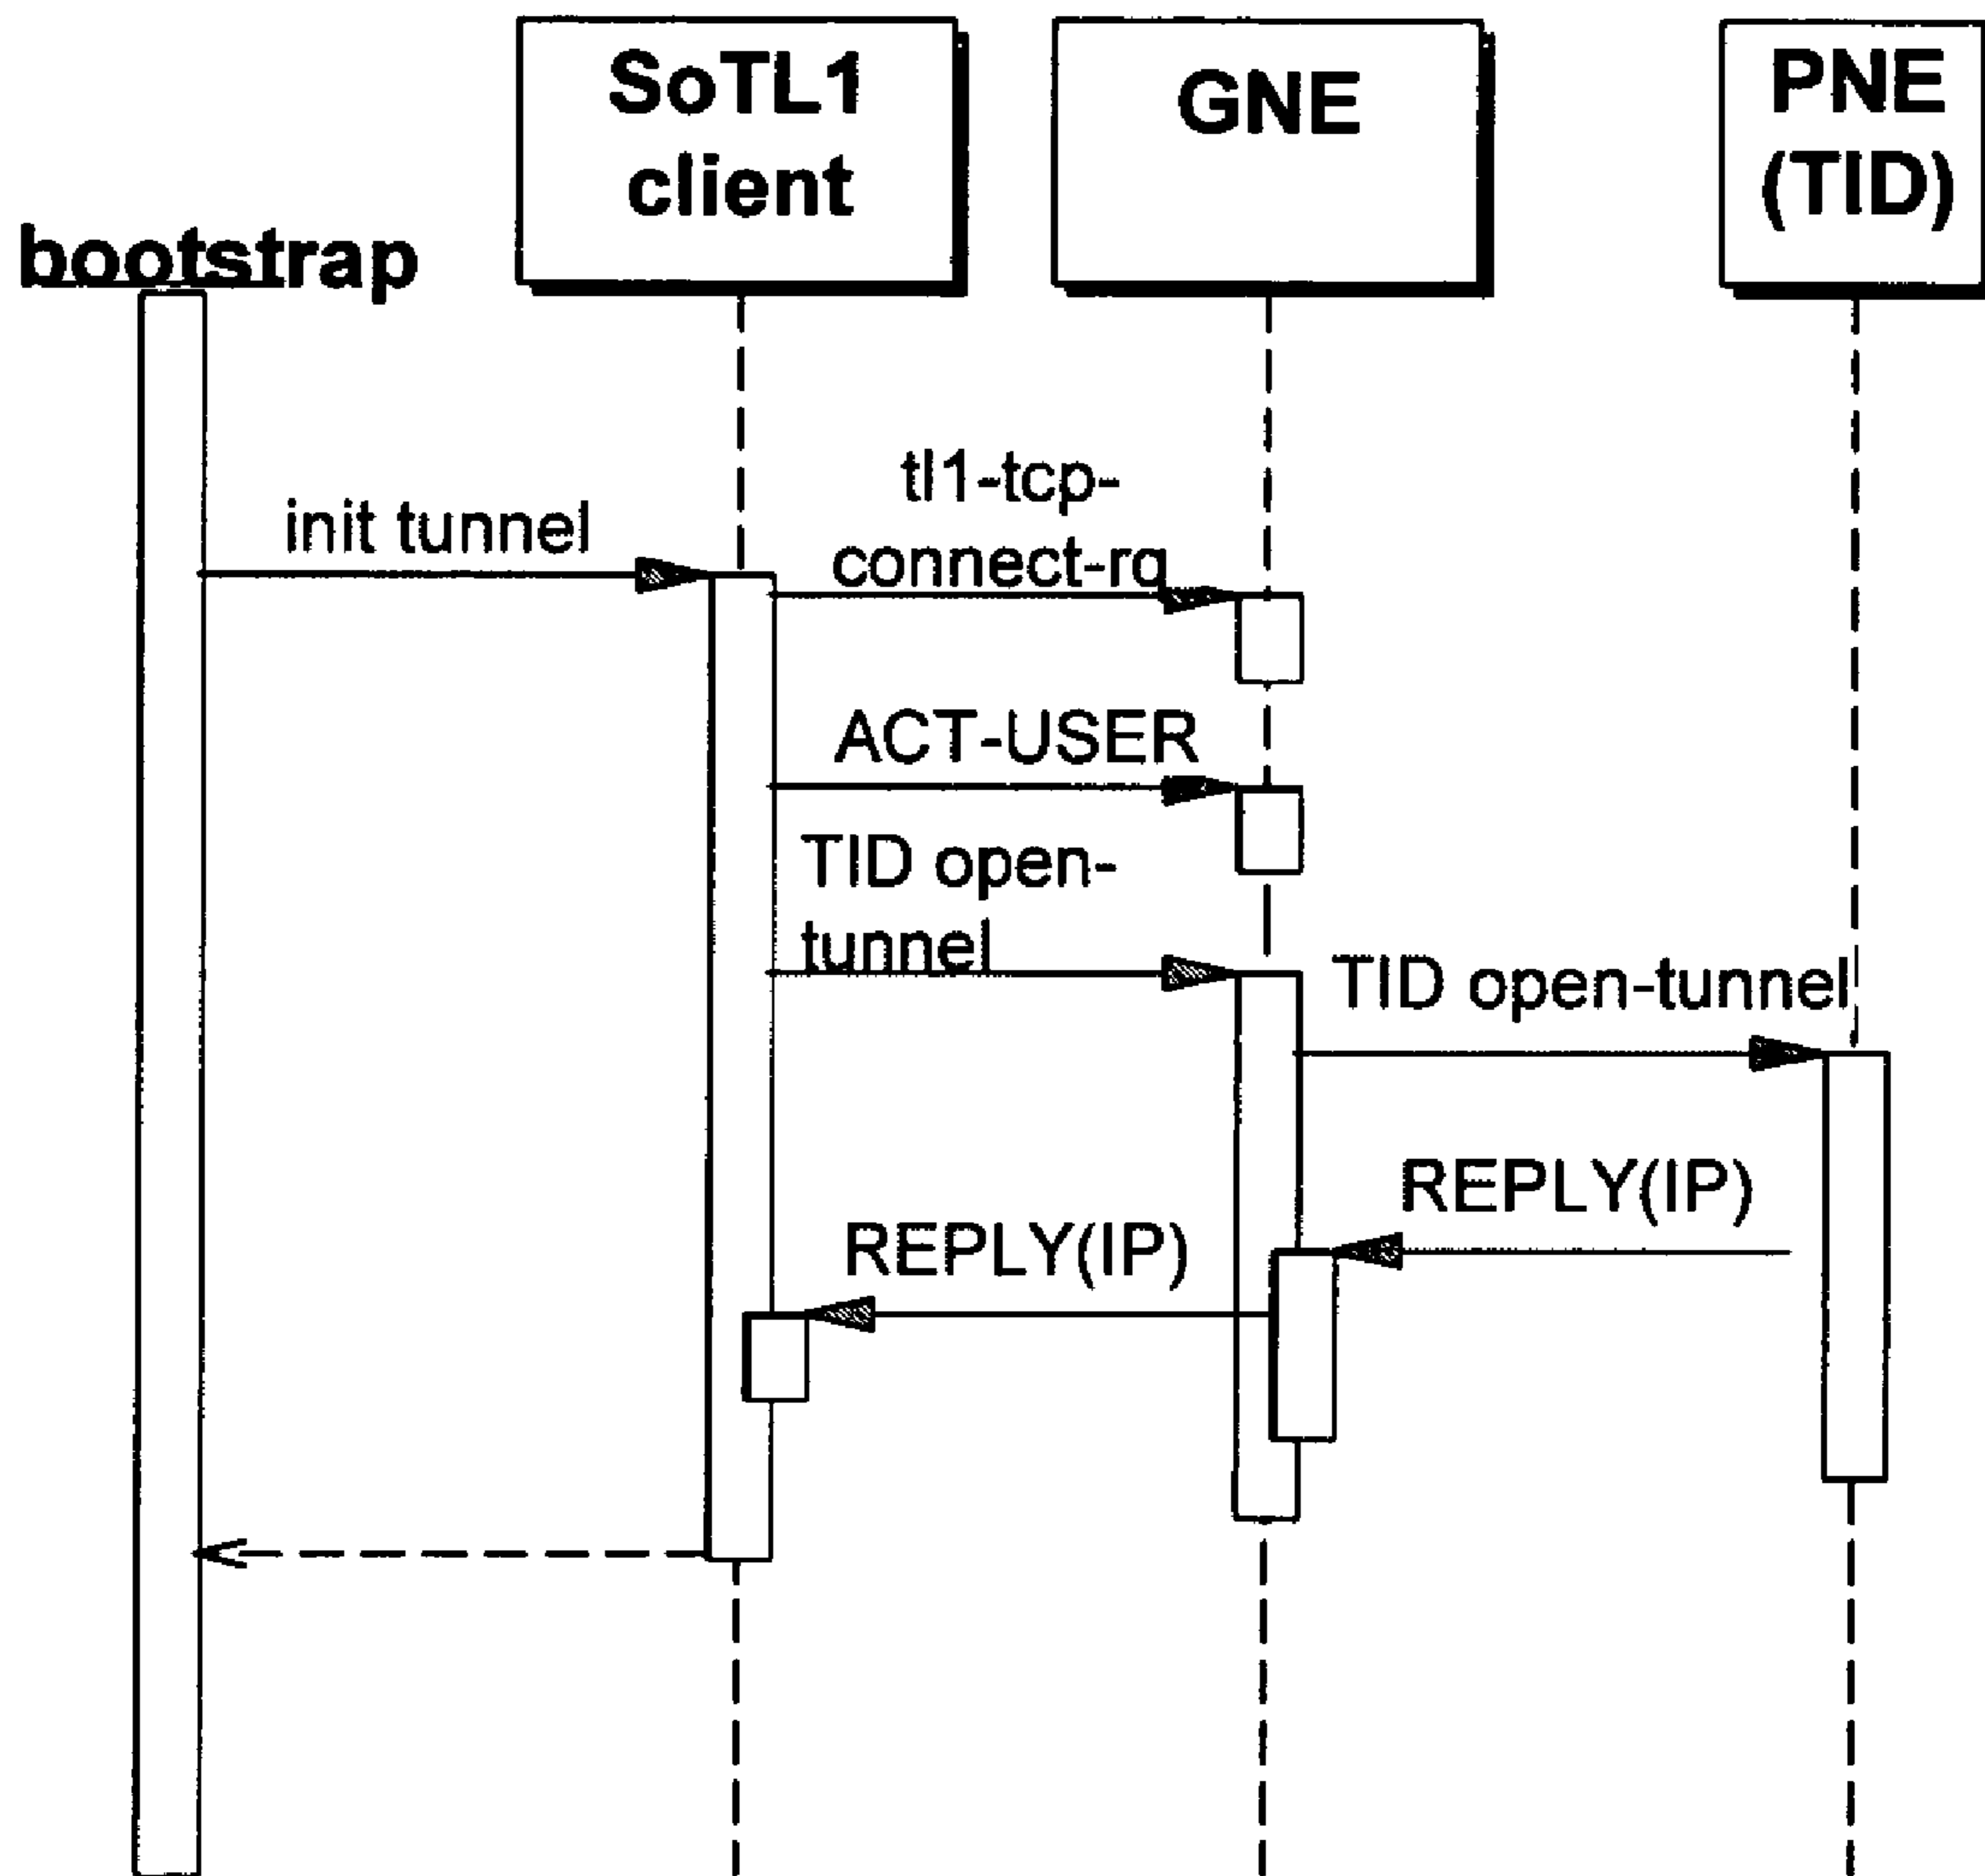 SoTL1
client
GNE
PNE
(TID)
bootstrap
init tunnel
tl1-tcp-
connect-rq
ACT-USER
TID open-
tunnel
TID open-tunnel
REPLY(IP)
REPLY(IP)